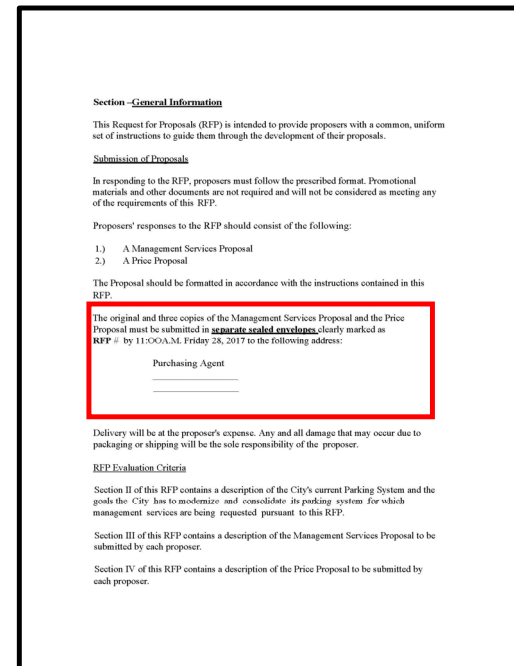 Section –General Information
This Request for Proposals (RFP) is intended to provide proposers with a common, uniform
set of instructions to guide them through the development of their proposals.
Submission of Proposals
In responding to the RFP, proposers must follow the prescribed format. Promotional
materials and other documents are not required and will not be considered as meeting any
of the requirements of this RFP.
Proposers' responses to the RFP should consist of the following:
1.) A Management Services Proposal
2.) A Price Proposal
The Proposal should be formatted in accordance with the instructions contained in this
RFP.
The original and three copies of the Management Services Proposal and the Price
Proposal must be submitted in separate sealed envelopes clearly marked as
RFP # by 11:OOA.M. Friday 28, 2017 to the following address:
Purchasing Agent
Delivery will be at the proposer's expense. Any and all damage that may occur due to
packaging or shipping will be the sole responsibility of the proposer.
RFP Evaluation Criteria
Section II of this RFP contains a description of the City's current Parking System and the
goals the City has to modernize and consolidate its parking system for which
management services are being requested pursuant to this RFP.
Section III of this RFP contains a description of the Management Services Proposal to be
submitted by each proposer.
Section IV of this RFP contains a description of the Price Proposal to be submitted by
each proposer.